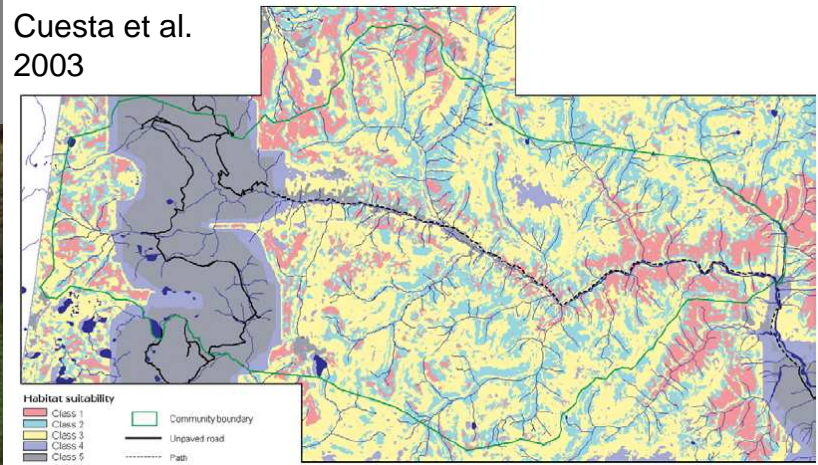 Cuesta et al.
2003
Habitat suitability
Class 1
Class 2
Class 3
Class 4
Class 5
Community boundary
Unpaved road
Path